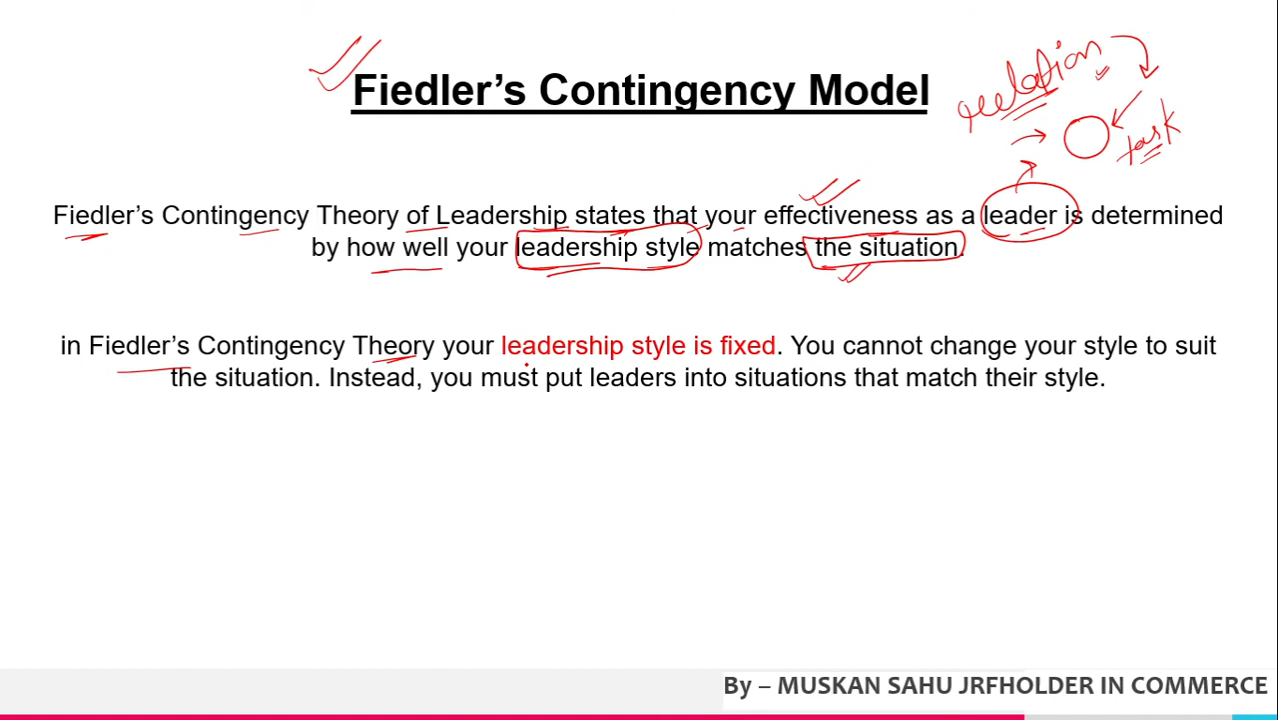 Fiedler’s Contingency Model
relation
task
Fiedler’s Contingency Theory of Leadership states that your effectiveness as a leader is determined
by how well your leadership style matches the situation.
in Fiedler’s Contingency Theory your leadership style is fixed. You cannot change your style to suit
the situation. Instead, you must put leaders into situations that match their style.
By – MUSKAN SAHU JRFHOLDER IN COMMERCE